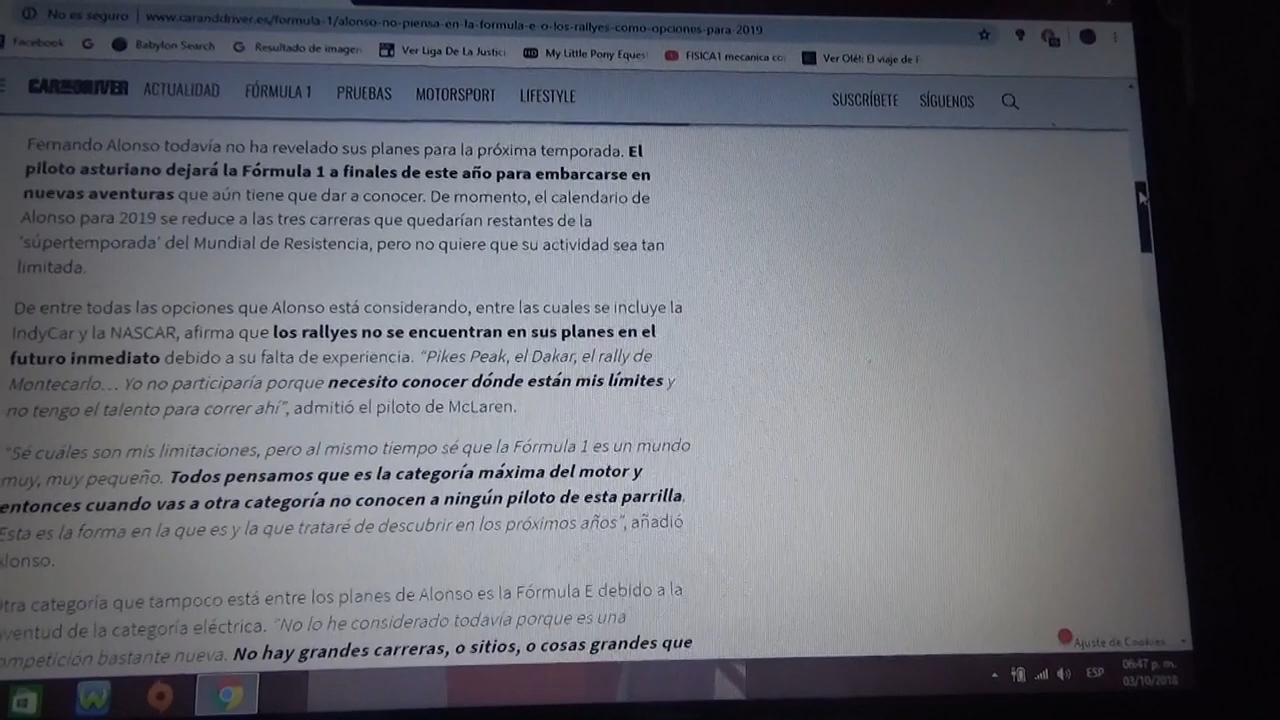 No es seguro | www.caranddriver.es/formula-1/alonso-no-piensa-en-la-formula-e-o-los-rallyes-como-opciones-para-2019
Facebook Babylon Search Resultado de imagen Ver Liga De La Justici My Little Pony Eques FISICA1 mecanica co Ver Olé!: El viaje de F
CAR AND DRIVER ACTUALIDAD FÓRMULA 1 PRUEBAS MOTORSPORT LIFESTYLE SUSCRÍBETE SÍGUENOS
Fernando Alonso todavía no ha revelado sus planes para la próxima temporada. El
piloto asturiano dejará la Fórmula 1 a finales de este año para embarcarse en
nuevas aventuras que aún tiene que dar a conocer. De momento, el calendario de
Alonso para 2019 se reduce a las tres carreras que quedarían restantes de la
'súpertemporada' del Mundial de Resistencia, pero no quiere que su actividad sea tan
limitada.
De entre todas las opciones que Alonso está considerando, entre las cuales se incluye la
IndyCar y la NASCAR, afirma que los rallyes no se encuentran en sus planes en el
futuro inmediato debido a su falta de experiencia. "Pikes Peak, el Dakar, el rally de
Montecarlo... Yo no participaría porque necesito conocer dónde están mis límites y
no tengo el talento para correr ahí", admitió el piloto de McLaren.
"Sé cuáles son mis limitaciones, pero al mismo tiempo sé que la Fórmula 1 es un mundo
muy, muy pequeño. Todos pensamos que es la categoría máxima del motor y
entonces cuando vas a otra categoría no conocen a ningún piloto de esta parrilla.
Esta es la forma en la que es y la que trataré de descubrir en los próximos años", añadió
Alonso.
Otra categoría que tampoco está entre los planes de Alonso es la Fórmula E debido a la
juventud de la categoría eléctrica. "No lo he considerado todavía porque es una
competición bastante nueva. No hay grandes carreras, o sitios, o cosas grandes que
Ajuste de Cookies
ESP
06:47 p. m.
03/10/2018